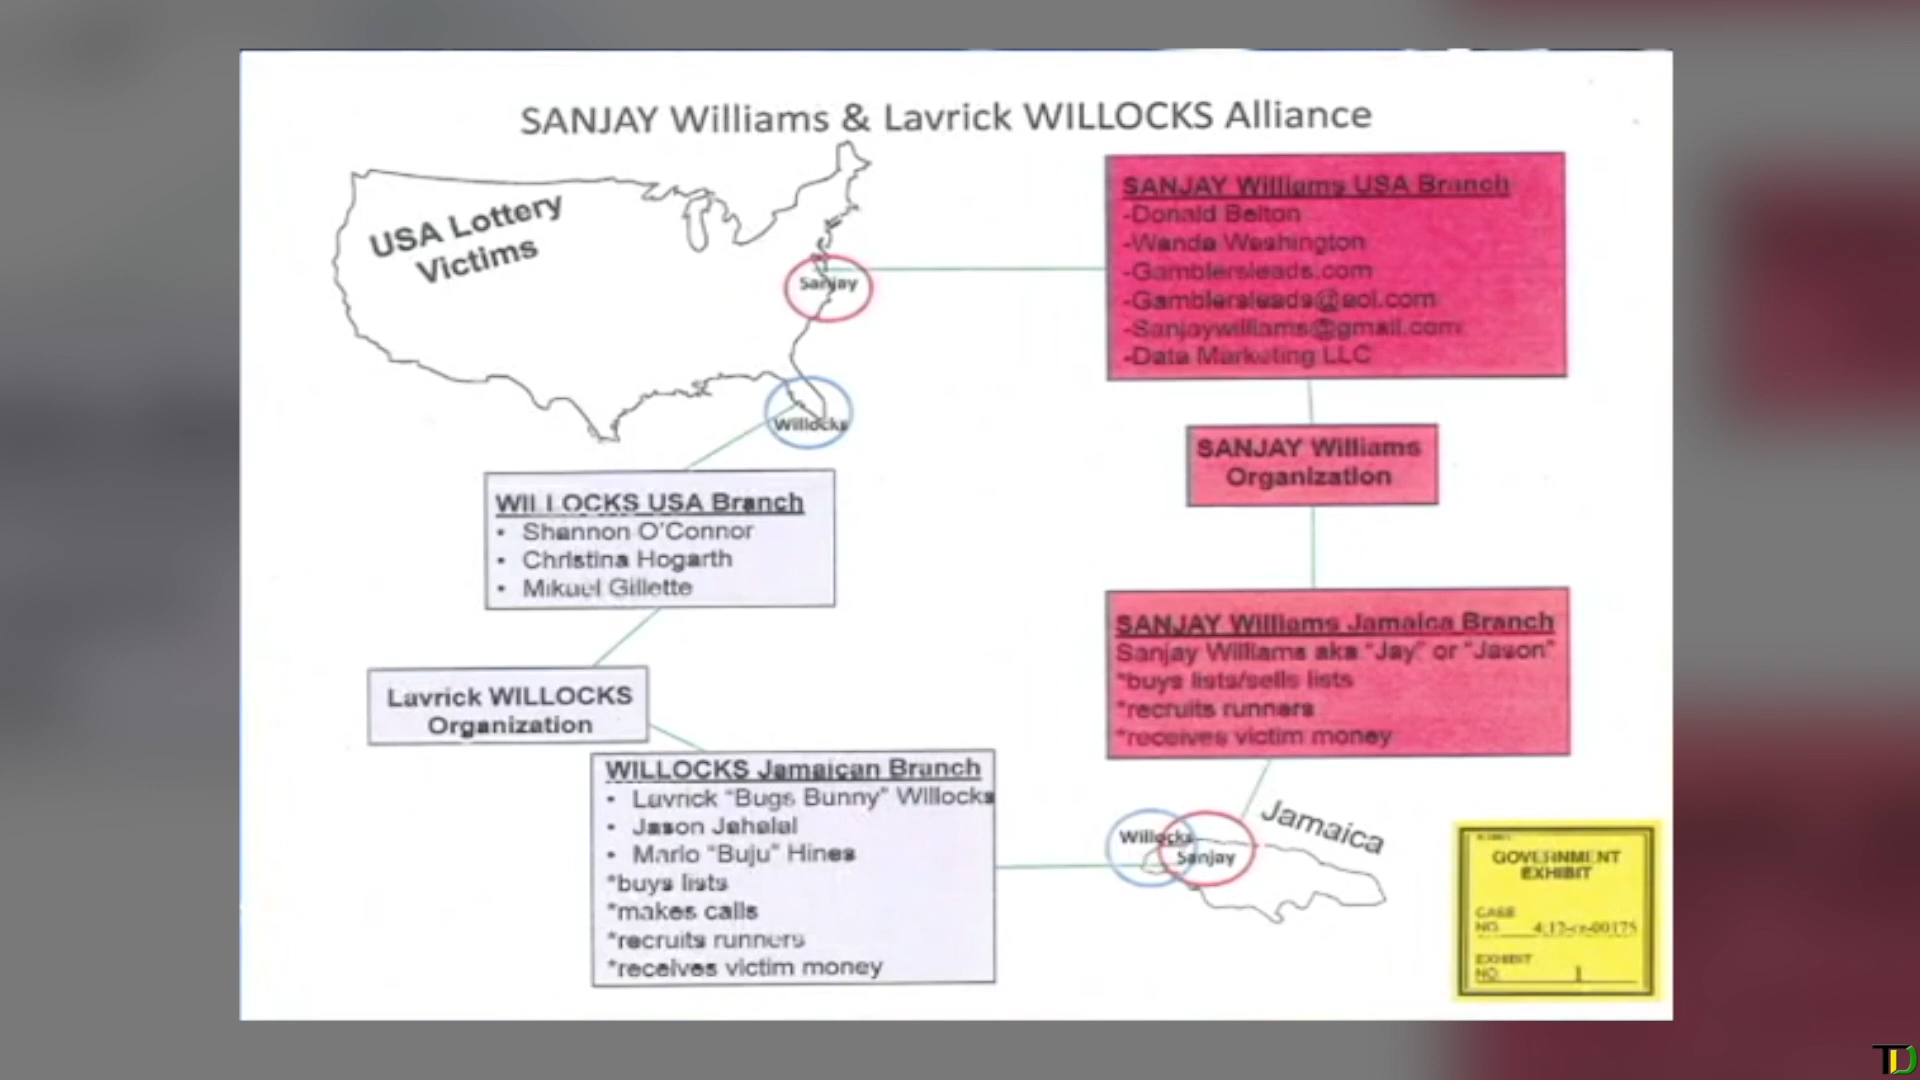 SANJAY Williams & Lavrick WILLOCKS Alliance
USA Lottery
Victims
Sanjay
Willocks
SANJAY Williams USA Branch
-Donald Belton
-Wanda Washington
-Gamblersleads.com
-Gamblersleads@aol.com
-Sanjaywilliams@gmail.com
-Data Marketing LLC
SANJAY Williams
Organization
WILLOCKS USA Branch
• Shannon O'Connor
• Christina Hogarth
• Mikael Gillette
Lavrick WILLOCKS
Organization
SANJAY Williams Jamaica Branch
Sanjay Williams aka "Jay" or "Jason"
*buys lists/sells lists
*recruits runners
*receives victim money
WILLOCKS Jamaican Branch
• Lavrick "Bugs Bunny" Willocks
• Jason Jahalal
• Mario "Buju" Hines
*buys lists
*makes calls
*recruits runners
*receives victim money
Willocks
Sanjay
Jamaica
GOVERNMENT
EXHIBIT
CASE
NO.
EXHIBIT
NO. 1
TD